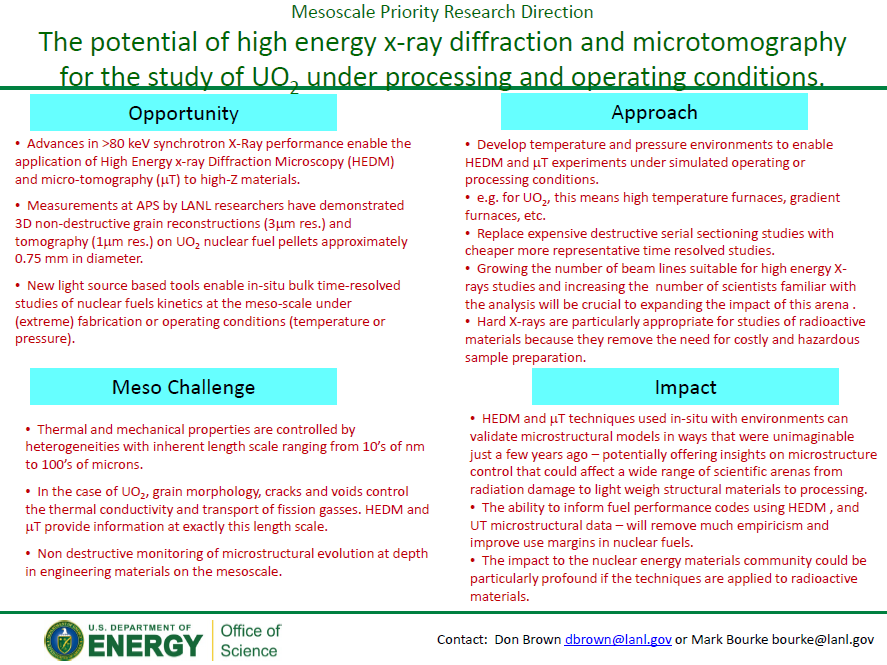 Mesoscale Priority Research Direction
The potential of high energy x-ray diffraction and microtomography
for the study of UO₂ under processing and operating conditions.
Opportunity
• Advances in >80 keV synchrotron X-Ray performance enable the
application of High Energy x-ray Diffraction Microscopy (HEDM)
and micro-tomography (μT) to high-Z materials.
• Measurements at APS by LANL researchers have demonstrated
3D non-destructive grain reconstructions (3μm res.) and
tomography (1μm res.) on UO₂ nuclear fuel pellets approximately
0.75 mm in diameter.
• New light source based tools enable in-situ bulk time-resolved
studies of nuclear fuels kinetics at the meso-scale under
(extreme) fabrication or operating conditions (temperature or
pressure).
Approach
• Develop temperature and pressure environments to enable
HEDM and μT experiments under simulated operating or
processing conditions.
• e.g. for UO₂, this means high temperature furnaces, gradient
furnaces, etc.
• Replace expensive destructive serial sectioning studies with
cheaper more representative time resolved studies.
• Growing the number of beam lines suitable for high energy X-
rays studies and increasing the number of scientists familiar with
the analysis will be crucial to expanding the impact of this arena .
• Hard X-rays are particularly appropriate for studies of radioactive
materials because they remove the need for costly and hazardous
sample preparation.
Meso Challenge
• Thermal and mechanical properties are controlled by
heterogeneities with inherent length scale ranging from 10's of nm
to 100's of microns.
• In the case of UO₂, grain morphology, cracks and voids control
the thermal conductivity and transport of fission gasses. HEDM and
μT provide information at exactly this length scale.
• Non destructive monitoring of microstructural evolution at depth
in engineering materials on the mesoscale.
Impact
• HEDM and μT techniques used in-situ with environments can
validate microstructural models in ways that were unimaginable
just a few years ago – potentially offering insights on microstructure
control that could affect a wide range of scientific arenas from
radiation damage to light weigh structural materials to processing.
• The ability to inform fuel performance codes using HEDM , and
UT microstructural data – will remove much empiricism and
improve use margins in nuclear fuels.
• The impact to the nuclear energy materials community could be
particularly profound if the techniques are applied to radioactive
materials.
U.S. DEPARTMENT OF
ENERGY
Office of
Science
Contact: Don Brown dbrown@lanl.gov or Mark Bourke bourke@lanl.gov